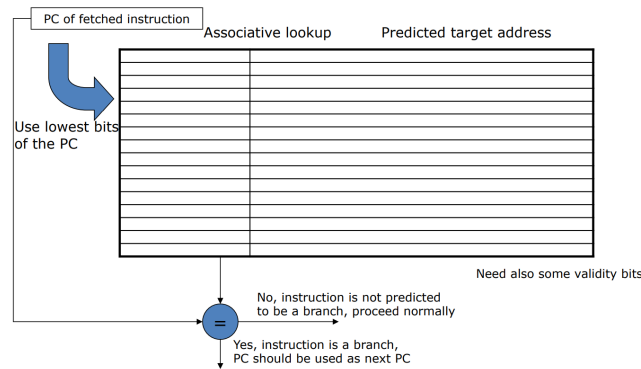 PC of fetched instruction
Associative lookup
Predicted target address
Use lowest bits
of the PC
Need also some validity bits
No, instruction is not predicted
to be a branch, proceed normally
=
Yes, instruction is a branch,
PC should be used as next PC